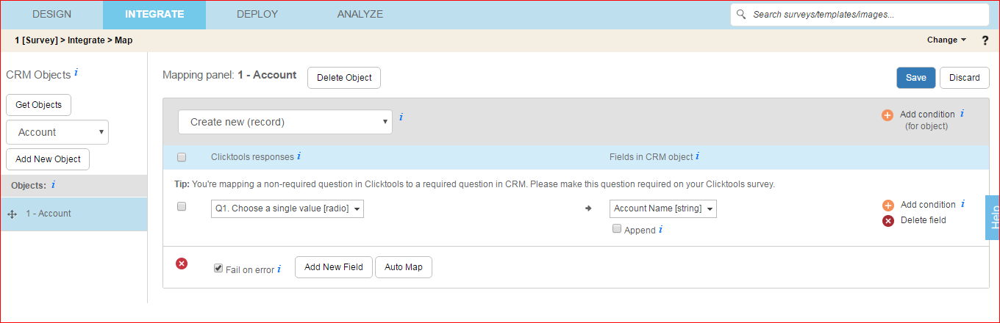 DESIGN INTEGRATE DEPLOY ANALYZE Search surveys/templates/images...
1 [Survey] > Integrate > Map Change ?
CRM Objects i
Mapping panel: 1 - Account Delete Object Save Discard
Get Objects
Account
Add New Object
Objects: i
1 - Account
Create new (record) i
Add condition i
(for object)
Clicktools responses i Fields in CRM object i
Tip: You're mapping a non-required question in Clicktools to a required question in CRM. Please make this question required on your Clicktools survey.
Q1. Choose a single value [radio] Account Name [string] Add condition i
Append i Delete field
Fail on error i Add New Field Auto Map
Help